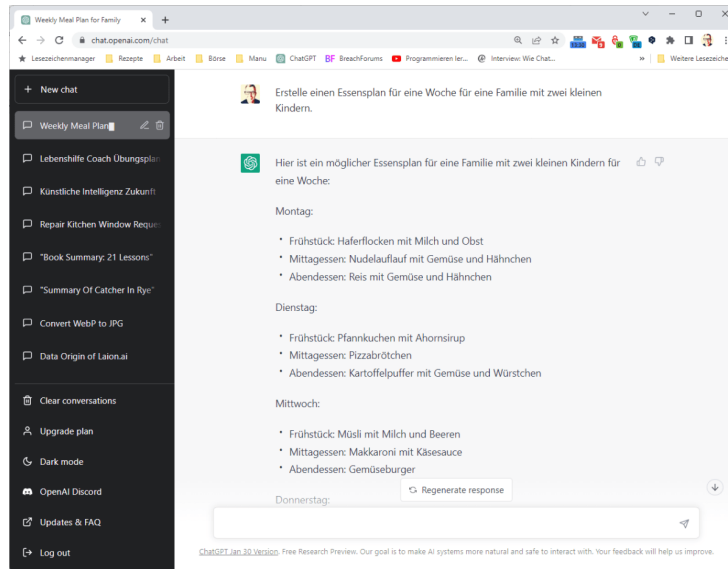 Weekly Meal Plan for Family
chat.openai.com/chat
Lesezeichenmanager Rezepte Arbeit Börse Manu ChatGPT BF BreachForums Programmieren ler... Interview: Wie Chat... » Weitere Lesezeiche
+ New chat
Weekly Meal Plan
Lebenshilfe Coach Übungsplan
Künstliche Intelligenz Zukunft
Repair Kitchen Window Reques
"Book Summary: 21 Lessons"
"Summary Of Catcher In Rye"
Convert WebP to JPG
Data Origin of Laion.ai
Clear conversations
Upgrade plan
Dark mode
OpenAI Discord
Updates & FAQ
Log out
Erstelle einen Essensplan für eine Woche für eine Familie mit zwei kleinen
Kindern.
Hier ist ein möglicher Essensplan für eine Familie mit zwei kleinen Kindern für
eine Woche:
Montag:
• Frühstück: Haferflocken mit Milch und Obst
• Mittagessen: Nudelauflauf mit Gemüse und Hähnchen
• Abendessen: Reis mit Gemüse und Hähnchen
Dienstag:
• Frühstück: Pfannkuchen mit Ahornsirup
• Mittagessen: Pizzabrötchen
• Abendessen: Kartoffelpuffer mit Gemüse und Würstchen
Mittwoch:
• Frühstück: Müsli mit Milch und Beeren
• Mittagessen: Makkaroni mit Käsesauce
• Abendessen: Gemüseburger
Donnerstag:
Regenerate response
ChatGPT Jan 30 Version. Free Research Preview. Our goal is to make AI systems more natural and safe to interact with. Your feedback will help us improve.